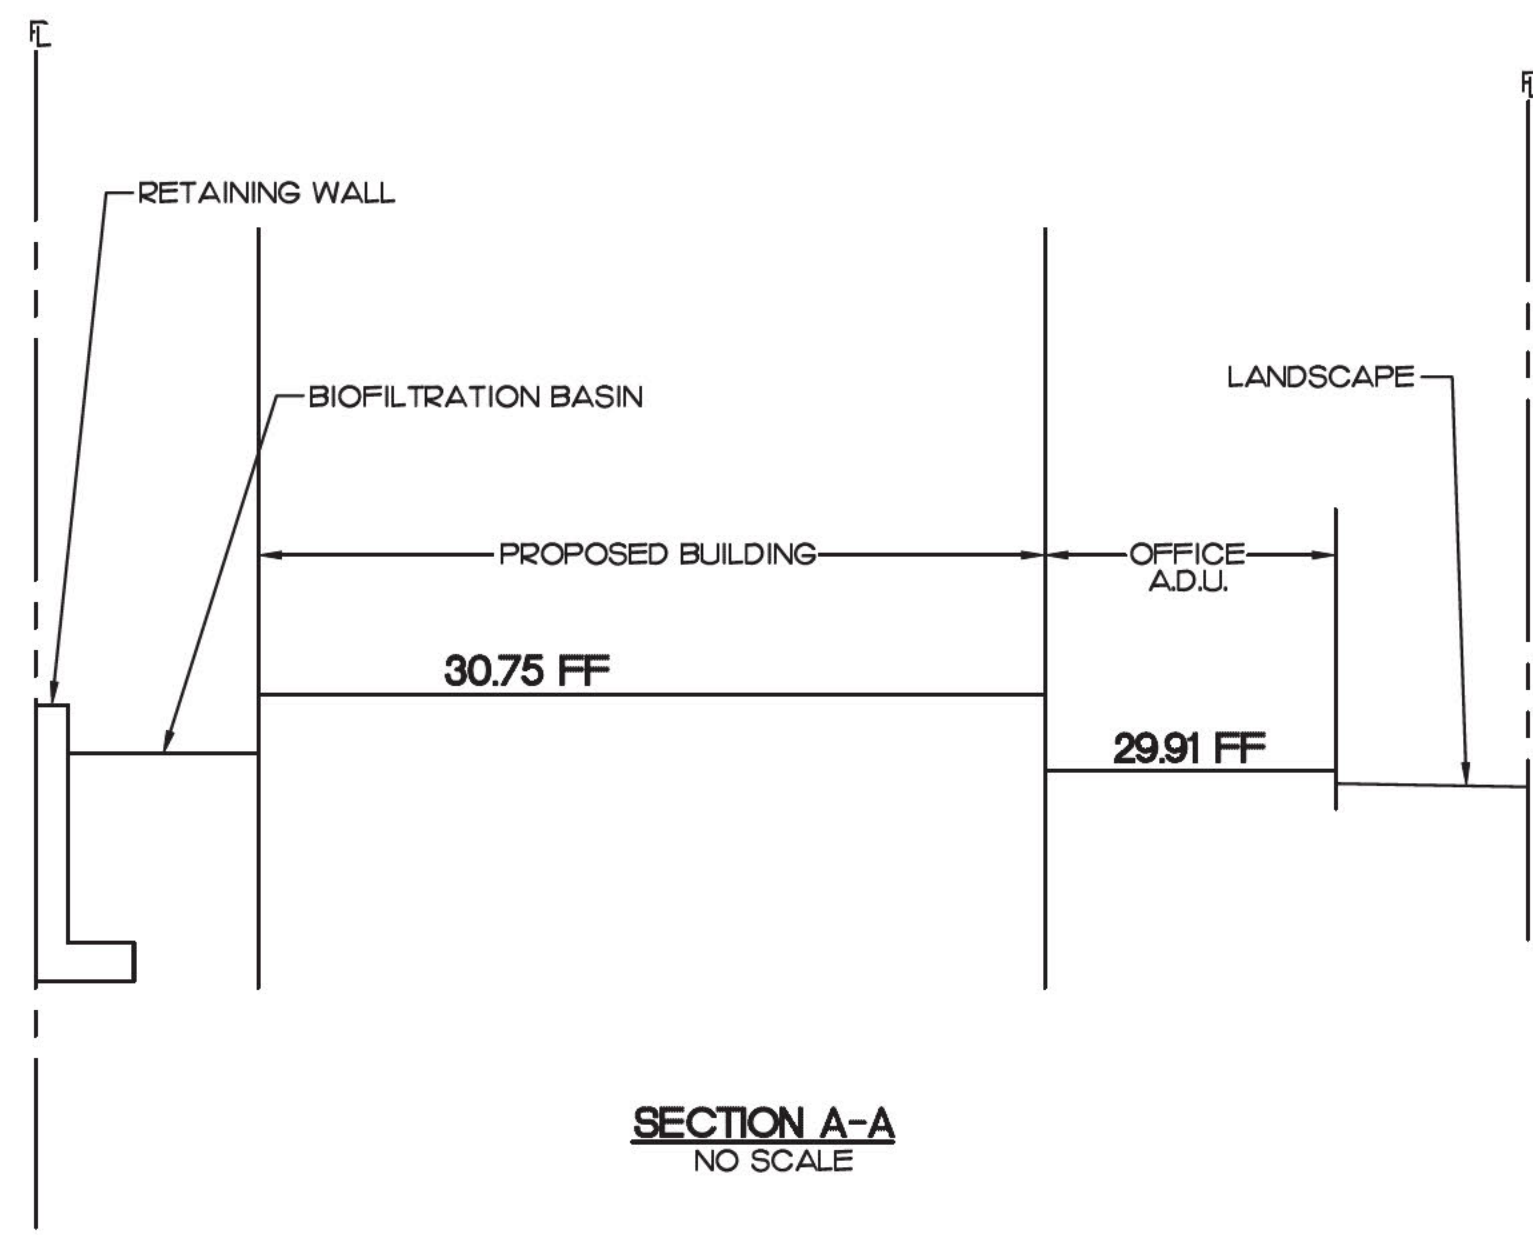 PL
PL
RETAINING WALL
LANDSCAPE
BIOFILTRATION BASIN
PROPOSED BUILDING
OFFICE
A.D.U.
30.75 FF
29.91 FF
SECTION A-A
NO SCALE